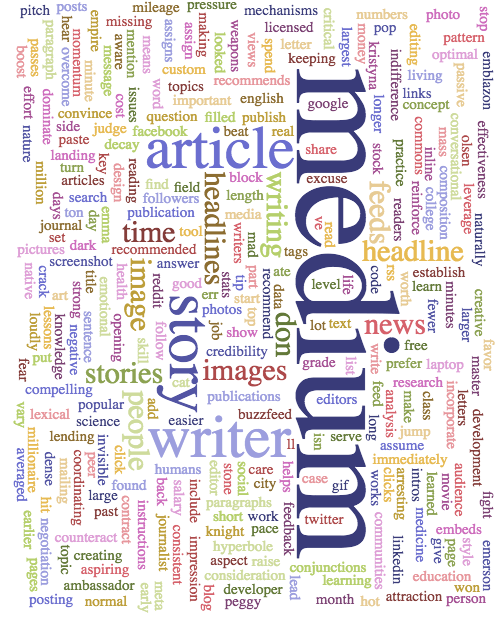 pitch
posts
mileage
pressure
mechanisms
numbers
photo
stop
passes
paragraph
hear
momentum
empire
missing
assigns
assign
making
looked
weapons
licensed
views
spend
letter
critical
largest
money
pop
editing
pattern
boost
overcome
minute
message
aware
mention
means
custom
recommends
keeping
kristyna
indifference
living
optimal
passive
emblazon
effort
nature
dominate
convince
cost
issues
word
topics
important
english
google
longer
links
concept
side
paste
judge
facebook
question
filled
publish
decay
beat
real
medium
article
share
stock
practice
commons
inline
mass
conversational
effectiveness
landing
turn
articles
key
design
reading
find
field
block
excuse
readers
reinforce
college
composition
olsen
leverage
naturally
million
days
search
ton
day
emma
followers
publication
headlines
length
writing
media
feeds
journal
set
time
tool
writers
mad
tags
ve
read
headline
pictures
dark
recommended
screenshot
answer
image
reddit
stats
tip
part
ate
data
level
life
code
rss
worth
establish
learn
minutes
native
crack
art
title
emotional
health
good
err
photos
start
top
recommend
don
lot
text
news
fewer
larger
creative
favor
lessons
loudly
strong
knowledge
negative
sentence
opening
skill
follow
story
job
show
credibility
free
fear
put
stories
cat
images
grade
list
write
prefer
laptop
master
compelling
people
add
publications
editors
feed
research
analysis
make
class
incorporate
letters
development
vary
lexical
popular
science
easier
buzzfeed
long
jump
millionaire
lending
invisible
writer
ll
isn
serve
assume
averaged
dense
mailing
coordinating
peer
click
humans
editor
stone
social
care
helps
case
gif
immediately
clicks
arresting
intros
learned
movie
audience
fight
hit
negotiation
large
past
found
contract
back
salary
include
city
paragraphs
short
work
feedback
twitter
works
medicine
embeds
earlier
topic
counteract
instructions
journalist
consistent
impression
knight
pace
hyperbole
communities
linkedin
give
page
style
emerson
pages
creating
aspiring
aspect
raise
conjunctions
ambassador
early
meta
blog
consideration
learning
education
won
posting
normal
developer
peggy
lead
month
hot
attraction
person